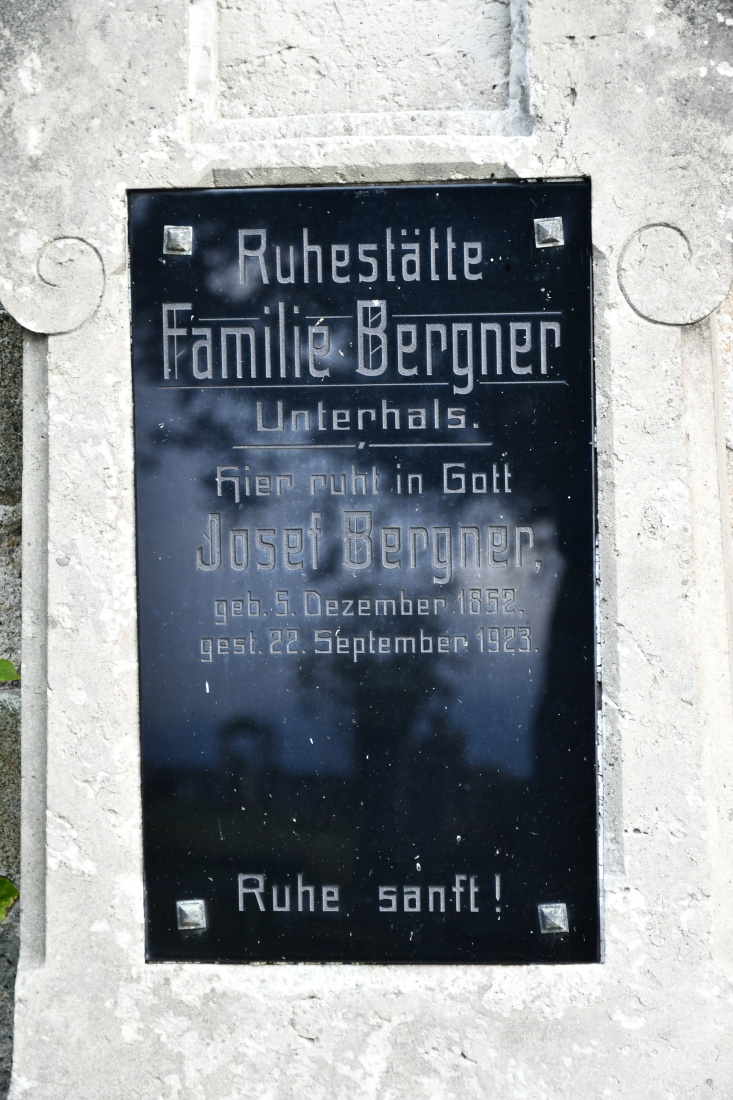 Ruhestätte
Familie Bergner
Unterhals.
Hier ruht in Gott
Josef Bergner,
geb. 5. Dezember 1852,
gest. 22. September 1923.
Ruhe sanft!